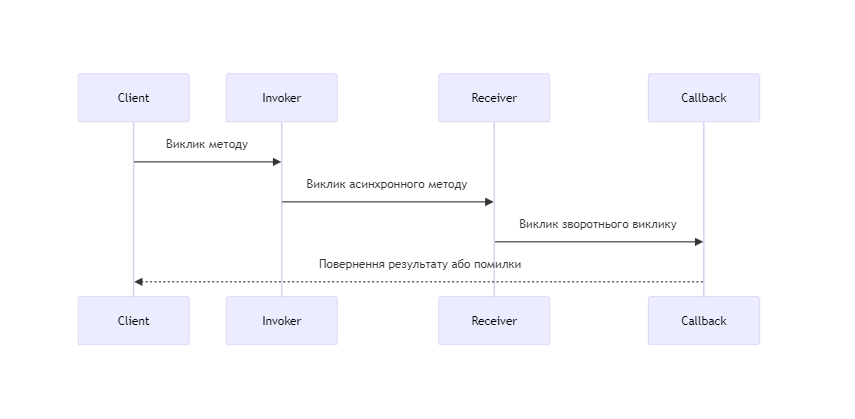 Client
Invoker
Receiver
Callback
Виклик методу
Виклик асинхронного методу
Виклик зворотнього виклику
Повернення результату або помилки
Client
Invoker
Receiver
Callback